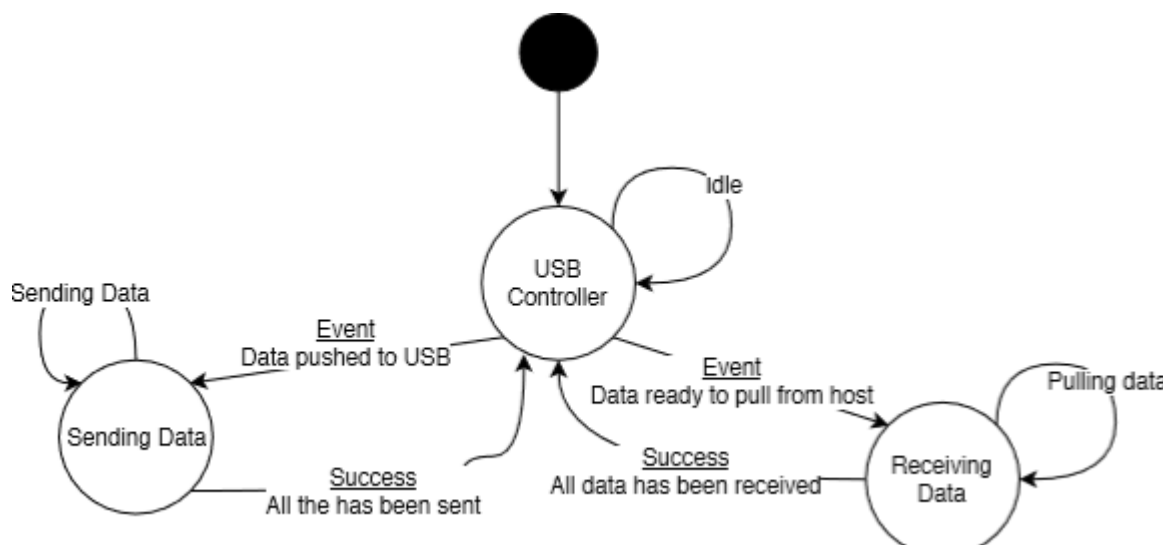 Idle
USB
Controller
Sending Data
Event
Data pushed to USB
Event
Data ready to pull from host
Pulling data
Sending Data
Success
All the has been sent
Success
All data has been received
Receiving
Data